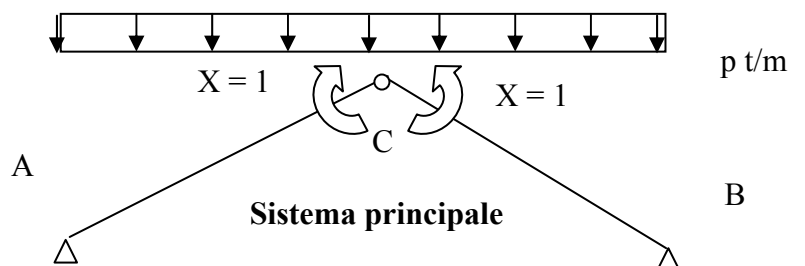 p t/m
X = 1
X = 1
C
A
B
Sistema principale